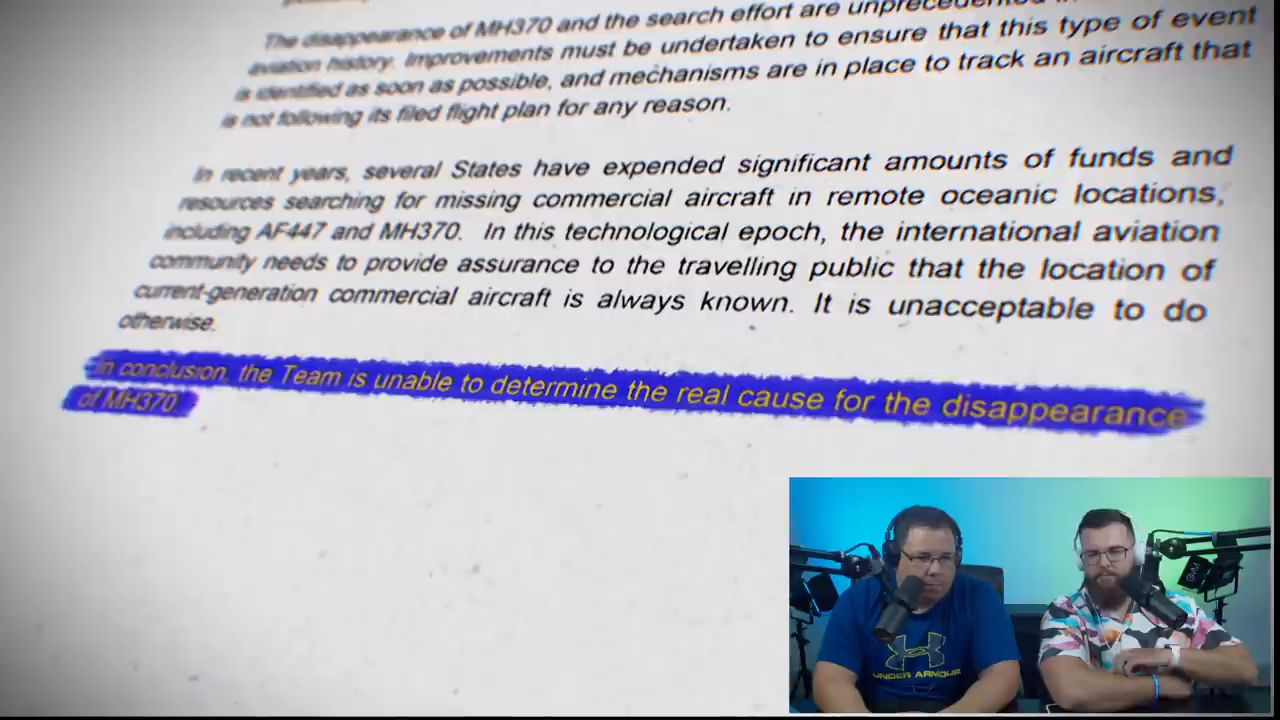 The disappearance of MH370 and the search effort are unprecedented in
aviation history. Improvements must be undertaken to ensure that this type of event
is identified as soon as possible, and mechanisms are in place to track an aircraft that
is not following its filed flight plan for any reason.
In recent years, several States have expended significant amounts of funds and
resources searching for missing commercial aircraft in remote oceanic locations,
including AF447 and MH370. In this technological epoch, the international aviation
community needs to provide assurance to the travelling public that the location of
current-generation commercial aircraft is always known. It is unacceptable to do
otherwise.
In conclusion, the Team is unable to determine the real cause for the disappearance
of MH370
UNDER ARMOUR